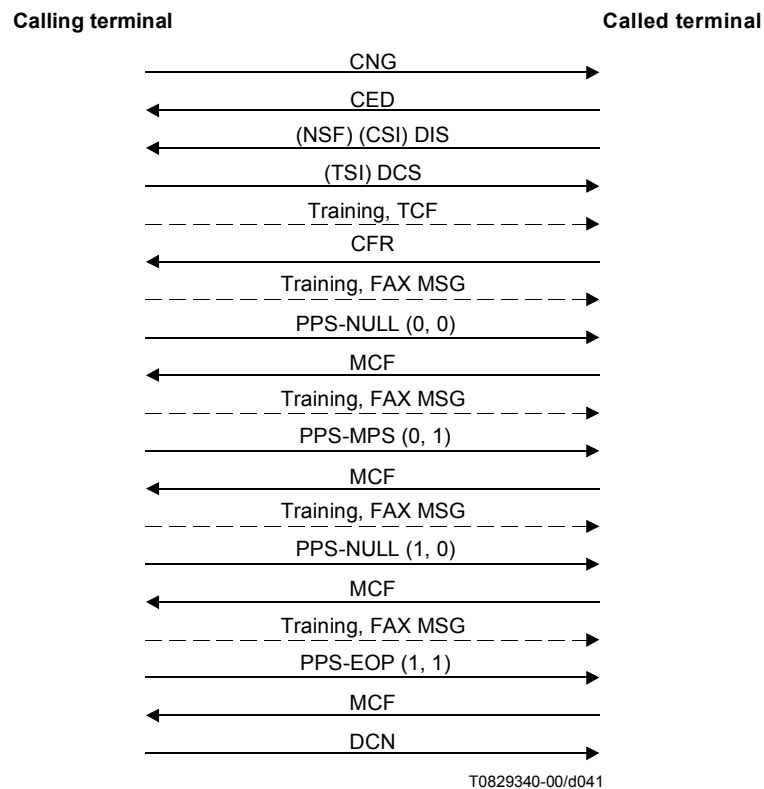 Calling terminal
Called terminal
CNG
CED
(NSF) (CSI) DIS
(TSI) DCS
Training, TCF
CFR
Training, FAX MSG
PPS-NULL (0, 0)
MCF
Training, FAX MSG
PPS-MPS (0, 1)
MCF
Training, FAX MSG
PPS-NULL (1, 0)
MCF
Training, FAX MSG
PPS-EOP (1, 1)
MCF
DCN
T0829340-00/d041